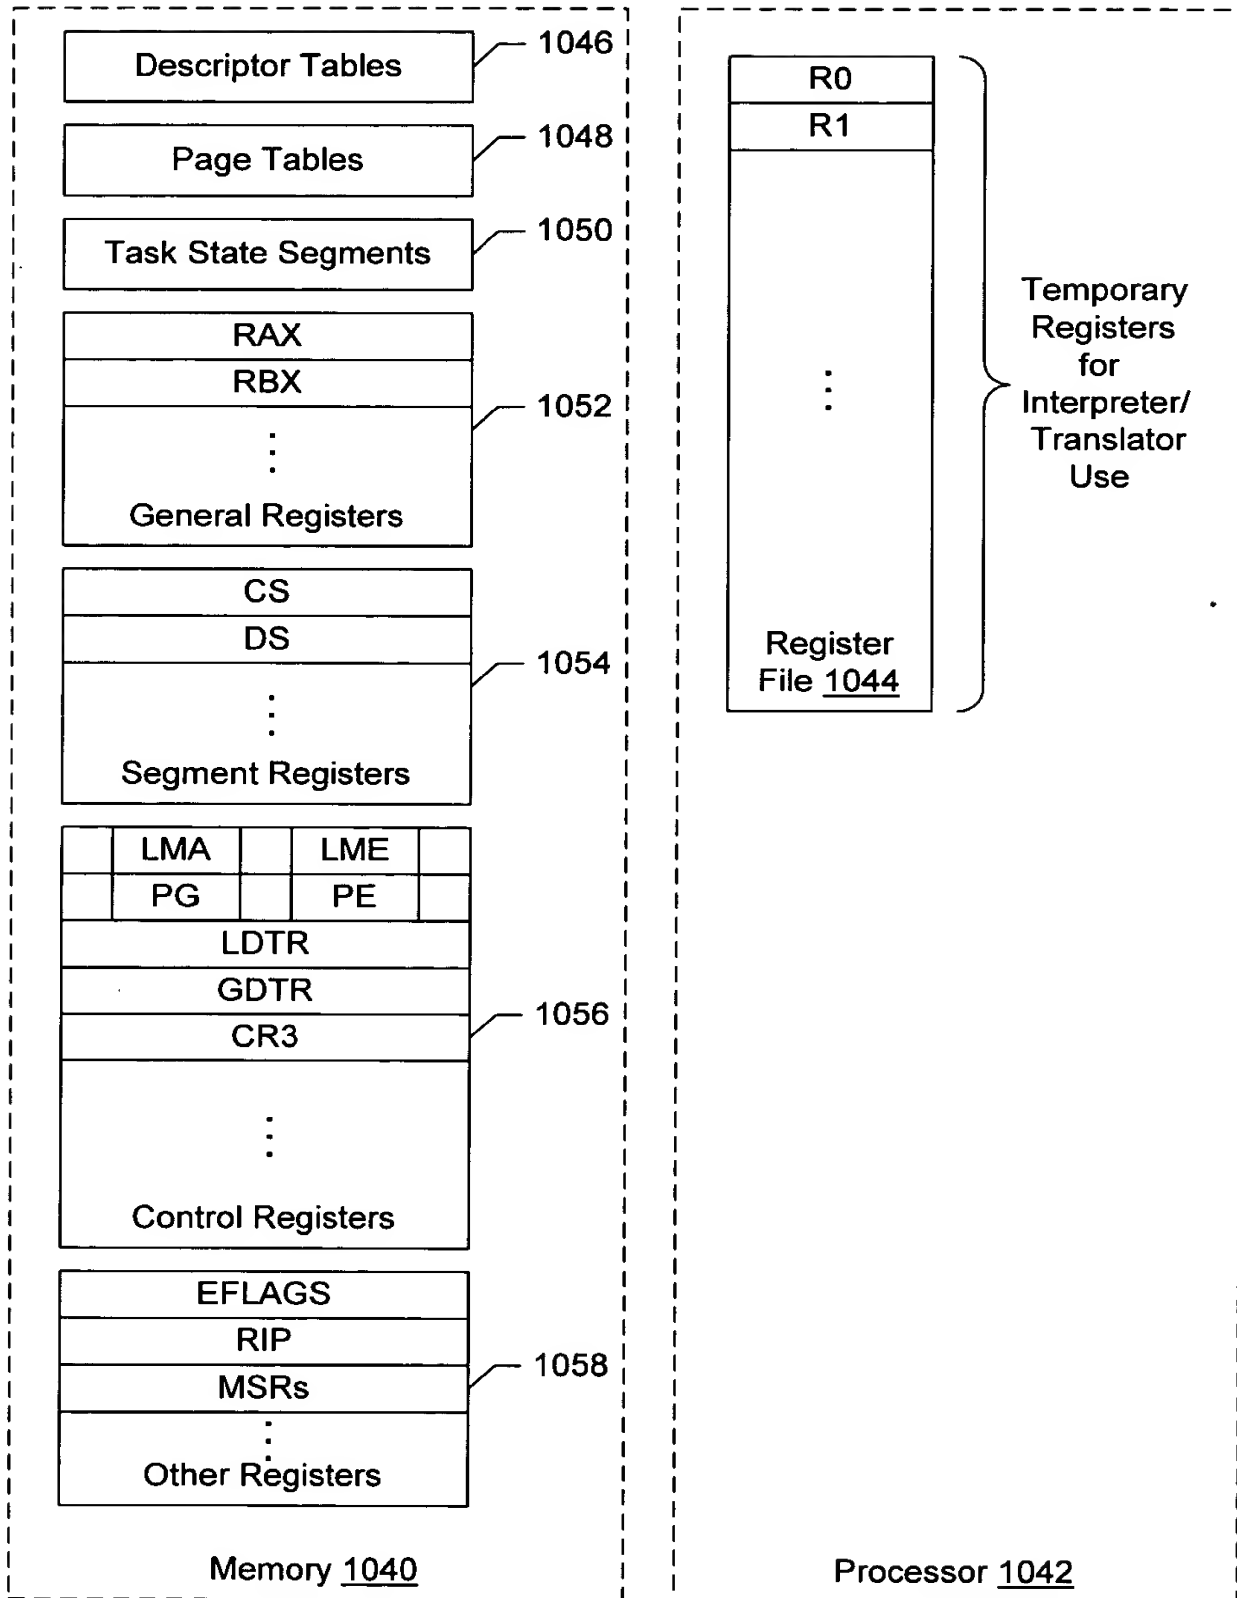 Descriptor Tables
1046
Page Tables
1048
Task State Segments
1050
RAX
RBX
1052
General Registers
CS
DS
1054
Segment Registers
LMA LME
PG PE
LDTR
GDTR
1056
CR3
Control Registers
EFLAGS
RIP
1058
MSRs
Other Registers
Memory 1040
R0
R1
Temporary
Registers
for
Interpreter/
Translator
Use
Register
File 1044
Processor 1042